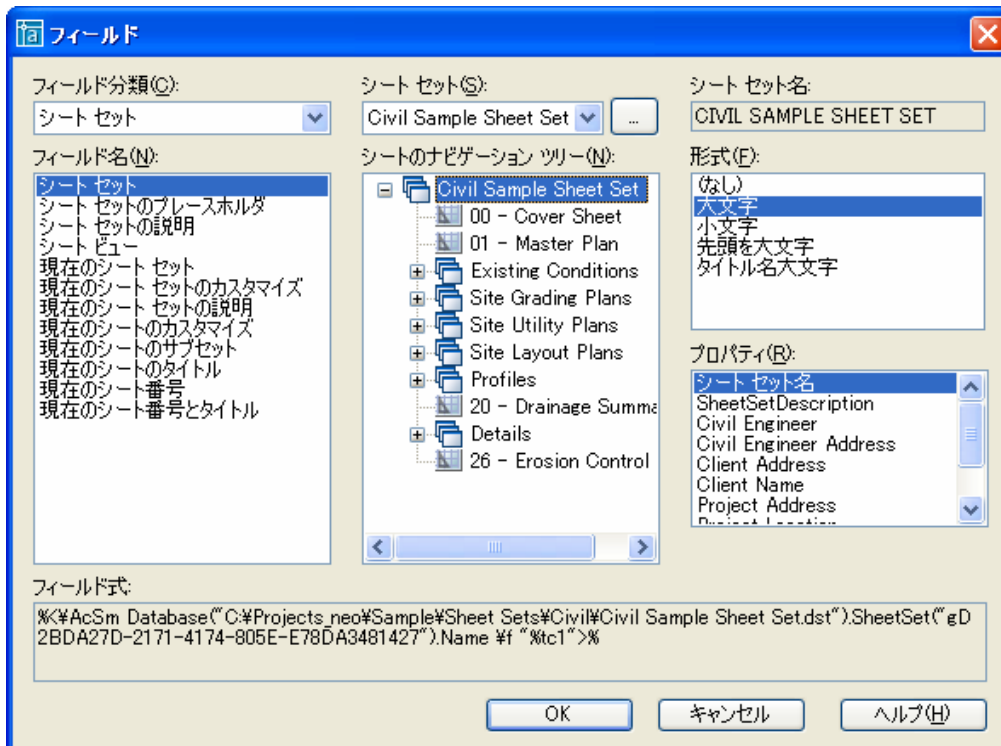 フィールド
フィールド分類(C):
シート セット
フィールド名(N):
シート セット
シート セットのプレースホルダ
シート セットの説明
シート ビュー
現在のシート セット
現在のシート セットのカスタマイズ
現在のシート セットの説明
現在のシートのカスタマイズ
現在のシートのサブセット
現在のシートのタイトル
現在のシート番号
現在のシート番号とタイトル
シート セット(S):
Civil Sample Sheet Set
...
シートのナビゲーション ツリー(N):
Civil Sample Sheet Set
00 - Cover Sheet
01 - Master Plan
Existing Conditions
Site Grading Plans
Site Utility Plans
Site Layout Plans
Profiles
20 - Drainage Summa
Details
26 - Erosion Control
シート セット名:
CIVIL SAMPLE SHEET SET
形式(F):
(なし)
大文字
小文字
先頭を大文字
タイトル名大文字
プロパティ(R):
シート セット名
SheetSetDescription
Civil Engineer
Civil Engineer Address
Client Address
Client Name
Project Address
Project Location
フィールド式:
%<¥AcSm Database("C:¥Projects_neo¥Sample¥Sheet Sets¥Civil¥Civil Sample Sheet Set.dst").SheetSet("gD
2BDA27D-2171-4174-805E-E78DA3481427").Name ¥f "%tc1">%
OK
キャンセル
ヘルプ(H)